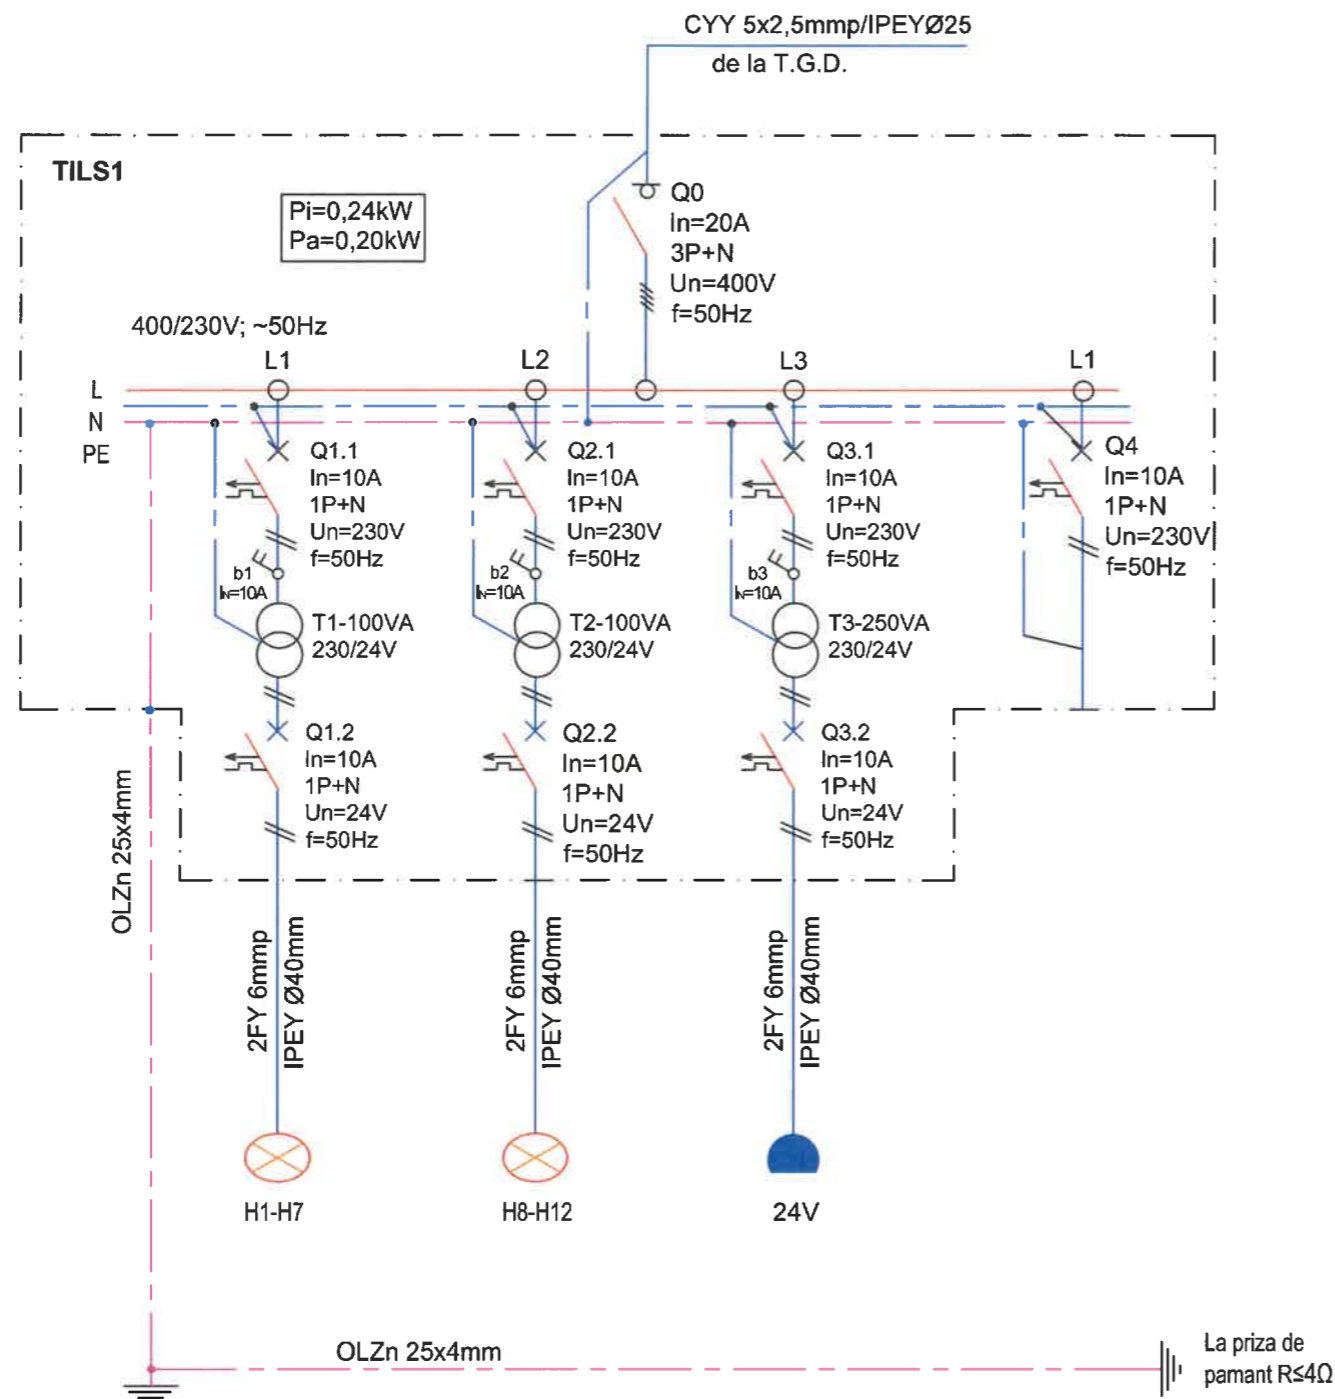 CYY 5x2,5mmp/IPEYØ25
de la T.G.D.
TILS1
Pi=0,24kW
Pa=0,20kW
Q0
In=20A
3P+N
Un=400V
f=50Hz
400/230V; ~50Hz
L1
L2
L3
L1
L
N
PE
Q1.1
In=10A
1P+N
Un=230V
f=50Hz
b1
IN=10A
T1-100VA
230/24V
Q1.2
In=10A
1P+N
Un=24V
f=50Hz
Q2.1
In=10A
1P+N
Un=230V
f=50Hz
b2
IN=10A
T2-100VA
230/24V
Q2.2
In=10A
1P+N
Un=24V
f=50Hz
Q3.1
In=10A
1P+N
Un=230V
f=50Hz
b3
IN=10A
T3-250VA
230/24V
Q3.2
In=10A
1P+N
Un=24V
f=50Hz
Q4
In=10A
1P+N
Un=230V
f=50Hz
OLZn 25x4mm
2FY 6mmp
IPEY Ø40mm
2FY 6mmp
IPEY Ø40mm
2FY 6mmp
IPEY Ø40mm
H1-H7
H8-H12
24V
OLZn 25x4mm
La priza de
pamant R≤4Ω